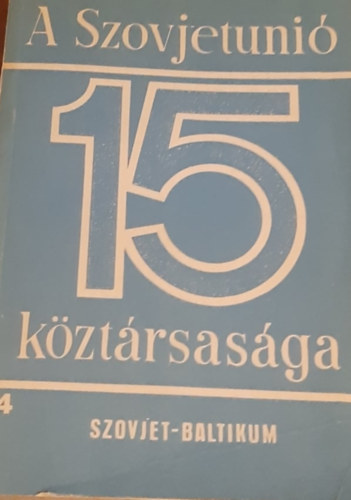 A Szovjetunió
15
köztársasága
4
SZOVJET-BALTIKUM